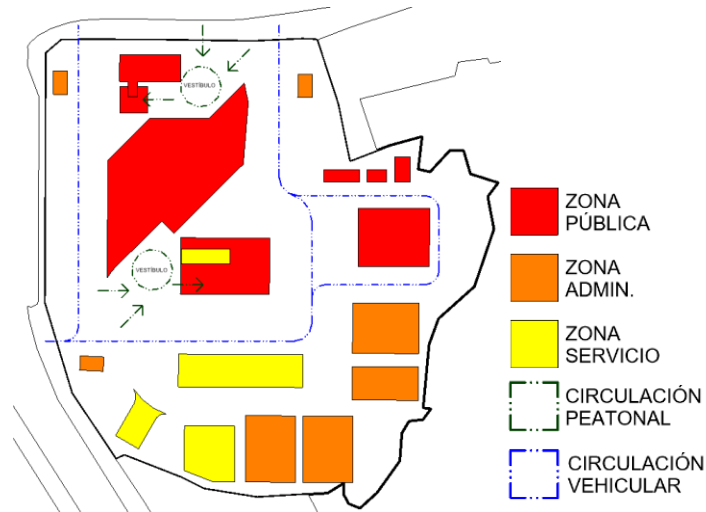 VESTÍBULO
VESTÍBULO
ZONA
PÚBLICA
ZONA
ADMIN.
ZONA
SERVICIO
CIRCULACIÓN
PEATONAL
CIRCULACIÓN
VEHICULAR